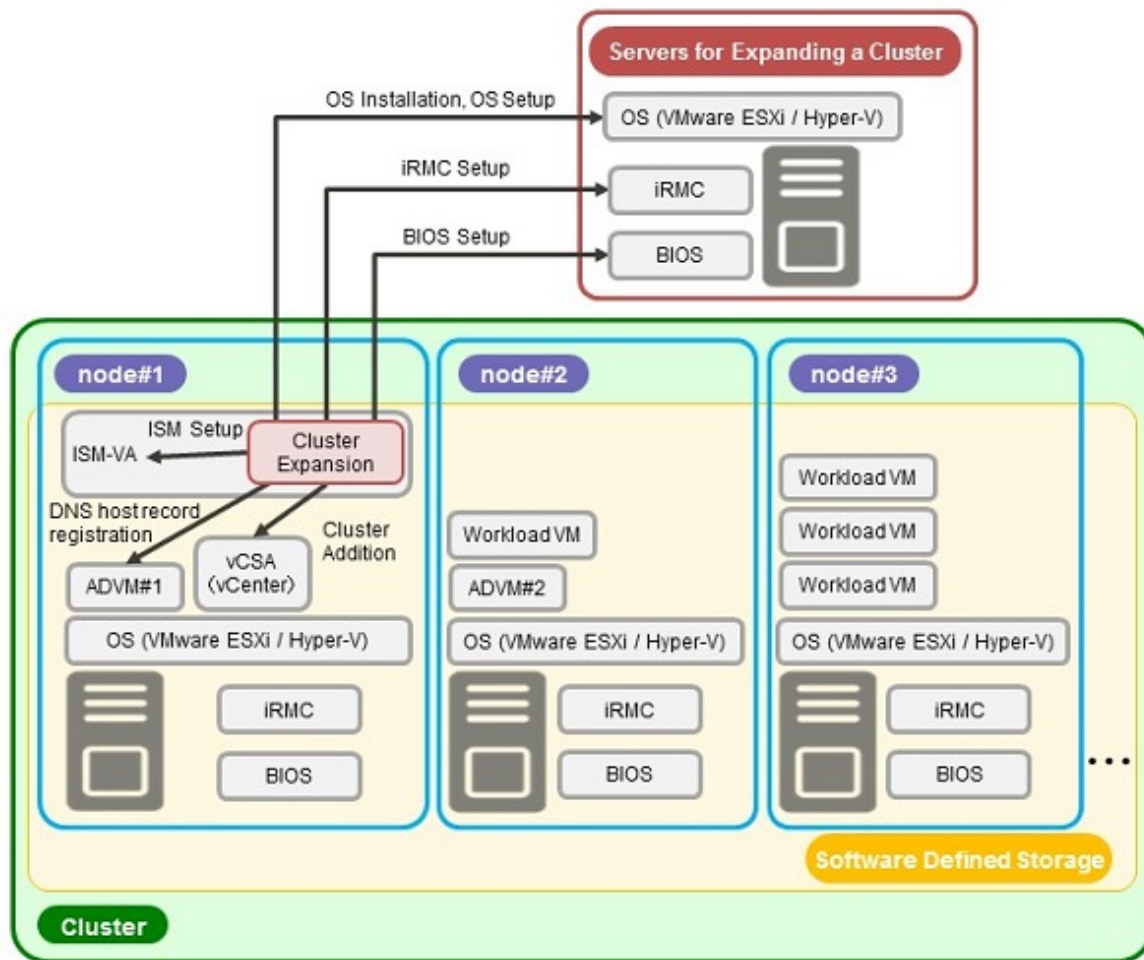 Servers for Expanding a Cluster
OS Installation, OS Setup
OS (VMware ESXi / Hyper-V)
iRMC Setup
iRMC
BIOS Setup
BIOS
node#1
node#2
node#3
ISM Setup
ISM-VA
Cluster
Expansion
DNS host record
registration
Cluster
Addition
ADVM#1
vCSA
(vCenter)
OS (VMware ESXi / Hyper-V)
iRMC
BIOS
Workload VM
ADVM#2
OS (VMware ESXi / Hyper-V)
iRMC
BIOS
Workload VM
Workload VM
Workload VM
OS (VMware ESXi / Hyper-V)
iRMC
BIOS
...
Software Defined Storage
Cluster